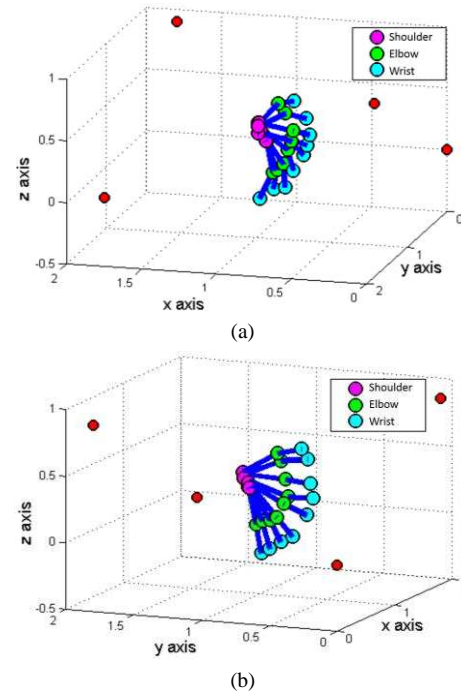 Shoulder
Elbow
Wrist
1
0.5
0
-0.5
z axis
2
1.5
1
0.5
0
x axis
2
1
0
y axis
(a)
Shoulder
Elbow
Wrist
1
0.5
0
-0.5
z axis
2
1.5
1
0.5
0
y axis
0
1
x axis
(b)